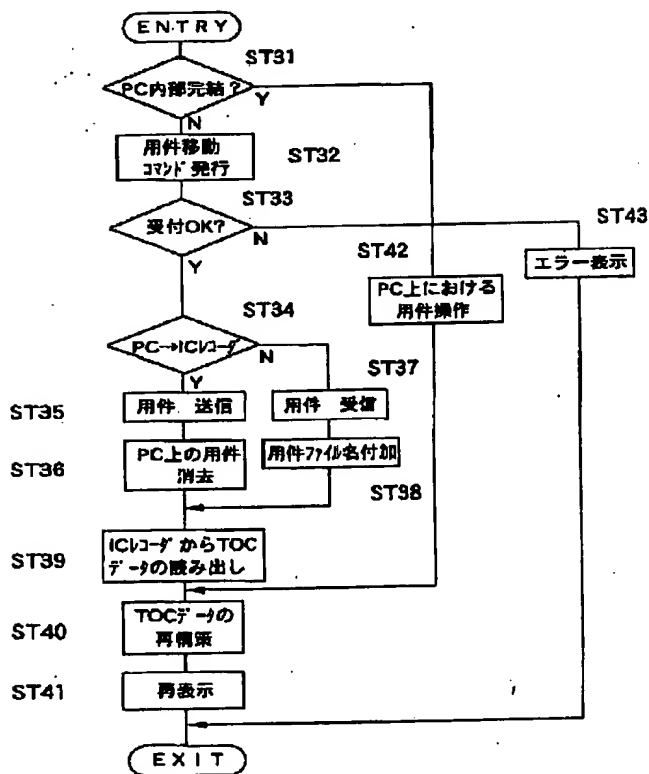 ENTRY
ST31
PC内部完結?
Y
N
用件移動
コマンド 発行
ST32
ST33
受付OK?
N
Y
ST43
エラー表示
ST42
PC上における
用件操作
ST34
PC→ICレコーダ
N
Y
ST37
ST35
用件 送信
用件 受信
ST36
PC上の用件
消去
用件ファイル名付加
ST98
ST39
ICレコーダからTOC
データの読み出し
ST40
TOCデータの
再構策
ST41
再表示
EXIT